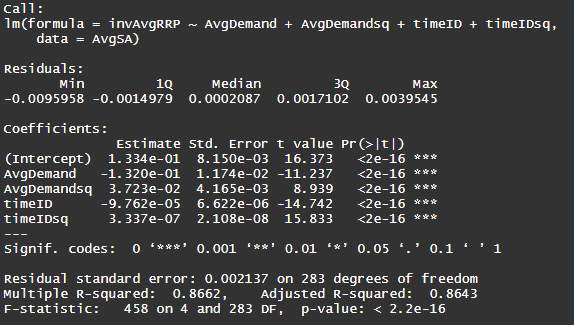 Call:
lm(formula = invAvgRRP ~ AvgDemand + AvgDemandsq + timeID + timeIDsq,
    data = AvgSA)
Residuals:
       Min         1Q     Median         3Q        Max
-0.0095958 -0.0014979  0.0002087  0.0017102  0.0039545
Coefficients:
              Estimate Std. Error t value Pr(>|t|)
(Intercept)  1.334e-01  8.150e-03  16.373   <2e-16 ***
AvgDemand   -1.320e-01  1.174e-02 -11.237   <2e-16 ***
AvgDemandsq  3.723e-02  4.165e-03   8.939   <2e-16 ***
timeID      -9.762e-05  6.622e-06 -14.742   <2e-16 ***
timeIDsq     3.337e-07  2.108e-08  15.833   <2e-16 ***
---
Signif. codes:  0 ‘***’ 0.001 ‘**’ 0.01 ‘*’ 0.05 ‘.’ 0.1 ‘ ’ 1
Residual standard error: 0.002137 on 283 degrees of freedom
Multiple R-squared:  0.8662,    Adjusted R-squared:  0.8643
F-statistic:   458 on 4 and 283 DF,  p-value: < 2.2e-16